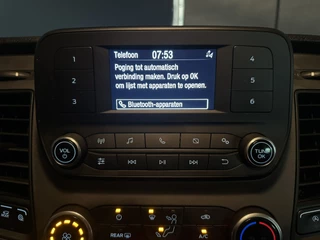 Telefoon 07:53
Poging tot automatisch
verbinding maken. Druk op OK
om lijst met apparaten te openen.
Bluetooth-apparaten
1
2
3
4
5
6
VOL
TUNE
OK
REAR
A/C